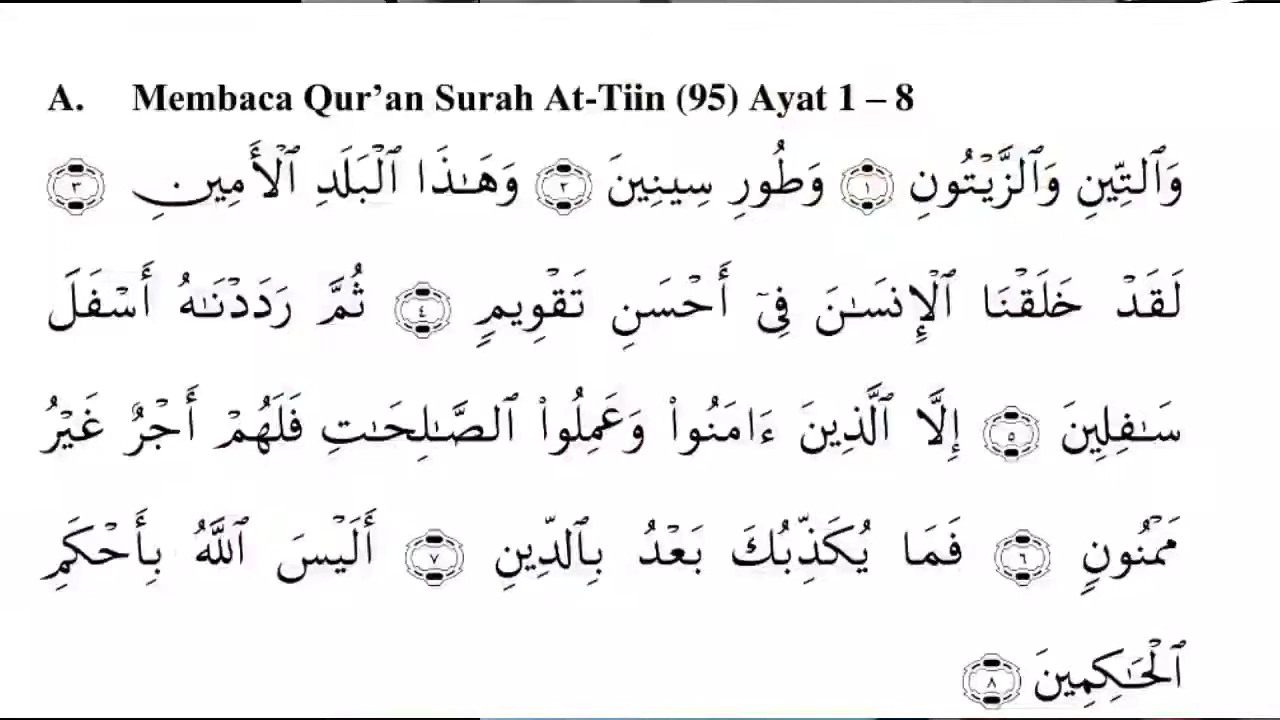 A. Membaca Qur’an Surah At-Tiin (95) Ayat 1 – 8
وَٱلتِّينِ وَٱلزَّيْتُونِ ١ وَطُورِ سِينِينَ ٢ وَهَـٰذَا ٱلْبَلَدِ ٱلْأَمِينِ ٣
لَقَدْ خَلَقْنَا ٱلْإِنسَـٰنَ فِىٓ أَحْسَنِ تَقْوِيمٍ ٤ ثُمَّ رَدَدْنَـٰهُ أَسْفَلَ
سَـٰفِلِينَ ٥ إِلَّا ٱلَّذِينَ ءَامَنُوا۟ وَعَمِلُوا۟ ٱلصَّـٰلِحَـٰتِ فَلَهُمْ أَجْرٌ غَيْرُ
مَمْنُونٍ ٦ فَمَا يُكَذِّبُكَ بَعْدُ بِٱلدِّينِ ٧ أَلَيْسَ ٱللَّهُ بِأَحْكَمِ
ٱلْحَـٰكِمِينَ ٨